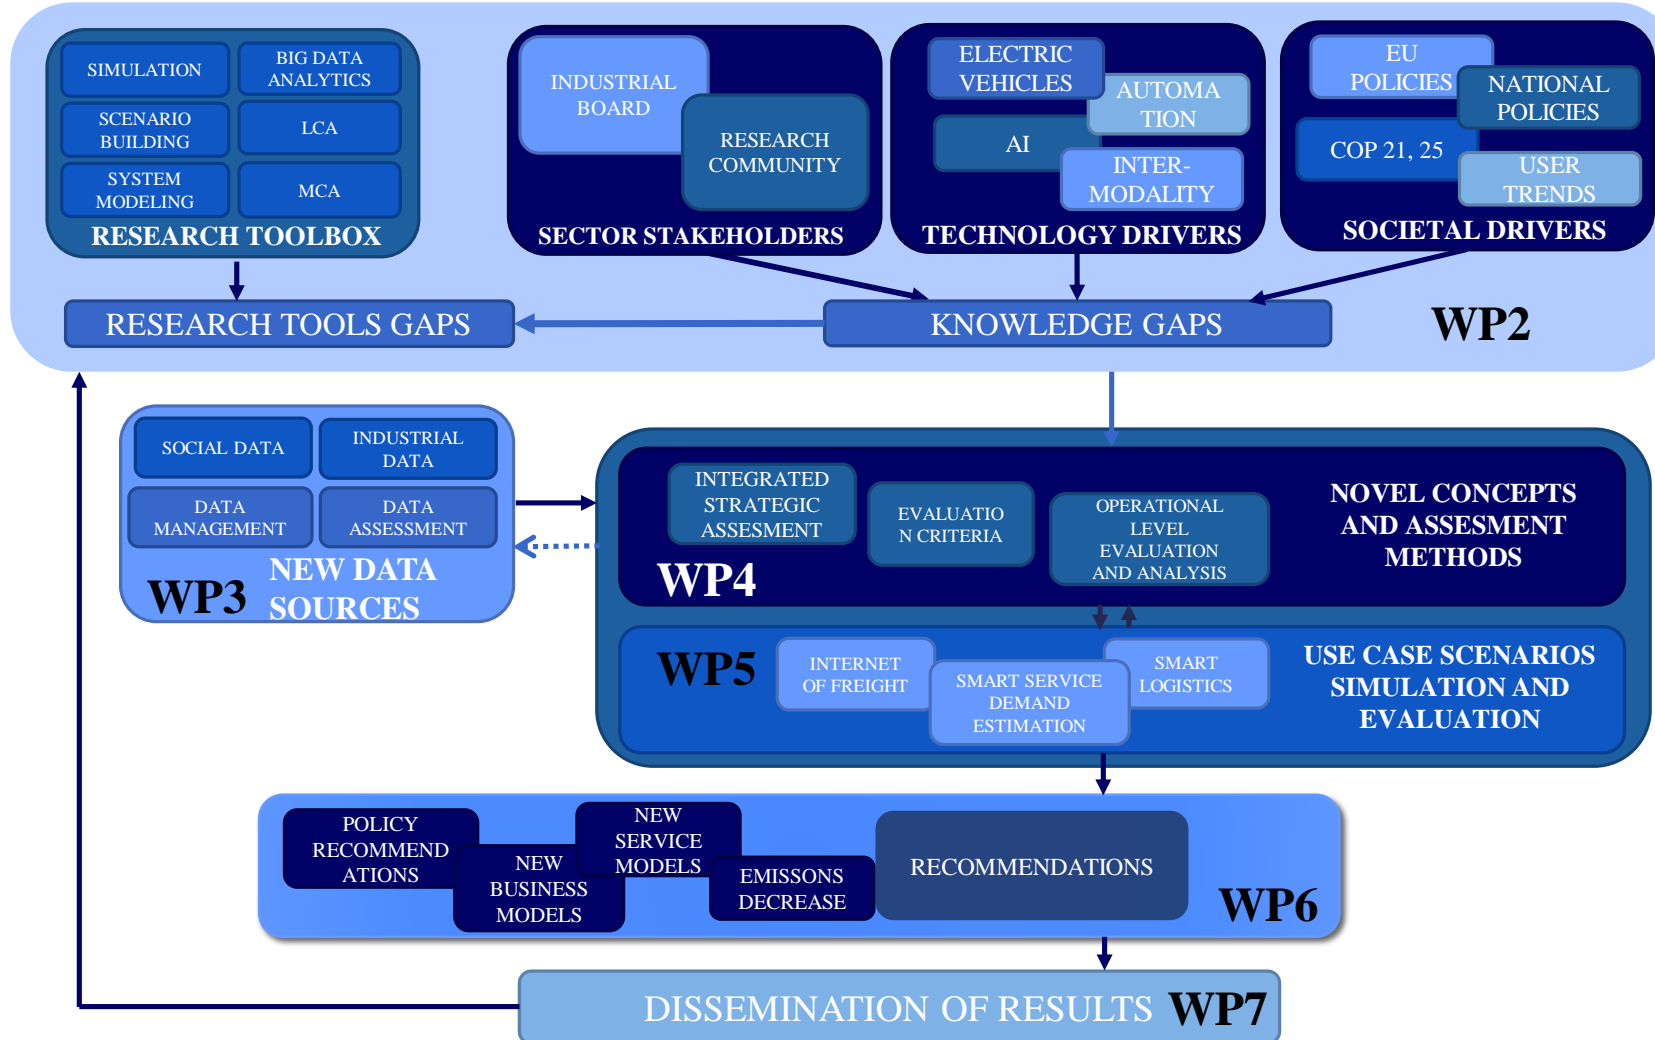 SIMULATION
BIG DATA
ANALYTICS
SCENARIO
BUILDING
LCA
SYSTEM
MODELING
MCA
RESEARCH TOOLBOX
INDUSTRIAL
BOARD
RESEARCH
COMMUNITY
SECTOR STAKEHOLDERS
ELECTRIC
VEHICLES
AUTOMA
TION
AI
INTER-
MODALITY
TECHNOLOGY DRIVERS
EU
POLICIES
NATIONAL
POLICIES
COP 21, 25
USER
TRENDS
SOCIETAL DRIVERS
RESEARCH TOOLS GAPS
KNOWLEDGE GAPS
WP2
SOCIAL DATA
INDUSTRIAL
DATA
DATA
MANAGEMENT
DATA
ASSESSMENT
WP3
NEW DATA
SOURCES
INTEGRATED
STRATEGIC
ASSESMENT
EVALUATIO
N CRITERIA
OPERATIONAL
LEVEL
EVALUATION
AND ANALYSIS
NOVEL CONCEPTS
AND ASSESMENT
METHODS
WP4
WP5
INTERNET
OF FREIGHT
SMART SERVICE
DEMAND
ESTIMATION
SMART
LOGISTICS
USE CASE SCENARIOS
SIMULATION AND
EVALUATION
POLICY
RECOMMEND
ATIONS
NEW
BUSINESS
MODELS
NEW
SERVICE
MODELS
EMISSONS
DECREASE
RECOMMENDATIONS
WP6
DISSEMINATION OF RESULTS WP7